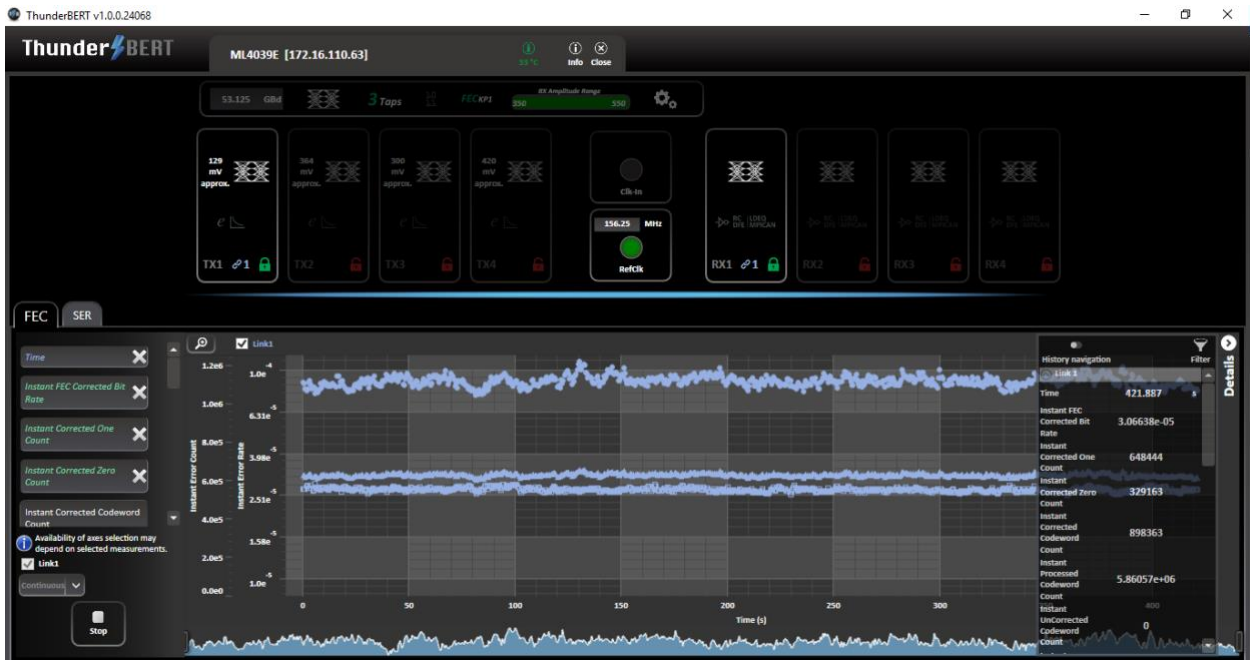 ThunderBERT v1.0.0.24068
Thunder BERT
ML4039E [172.16.110.63]
Info Close
53.125 GBd
3 Taps
FEC KP1
RX Amplitude Range
350 550
129
mV
approx.
364
mV
approx.
300
mV
approx.
420
mV
approx.
Clk-In
156.25 MHz
RefClk
TX1 1
TX2
TX3
TX4
RX1 1
RX2
RX3
RX4
FEC SER
Time
Instant FEC Corrected Bit
Rate
Instant Corrected One
Count
Instant Corrected Zero
Count
Instant Corrected Codeword
Count
Availability of axes selection may
depend on selected measurements.
Link1
Continuous
Stop
Link1
Instant Error Count
1.2e6
1.0e6
8.0e5
6.0e5
4.0e5
2.0e5
0.0e0
Instant Error Rate
1.0e-4
6.31e-5
3.98e-5
2.51e-5
1.58e-5
1.0e-5
0 50 100 150 200 250 300 400
Time (s)
History navigation Filter
Link 1
Time 421.887 s
Instant FEC
Corrected Bit 3.06638e-05
Rate
Instant
Corrected One 648444
Count
Instant
Corrected Zero 329163
Count
Instant
Corrected
Codeword 898363
Count
Instant
Processed
Codeword 5.86057e+06
Count
Instant
UnCorrected
Codeword 0
Count
Details